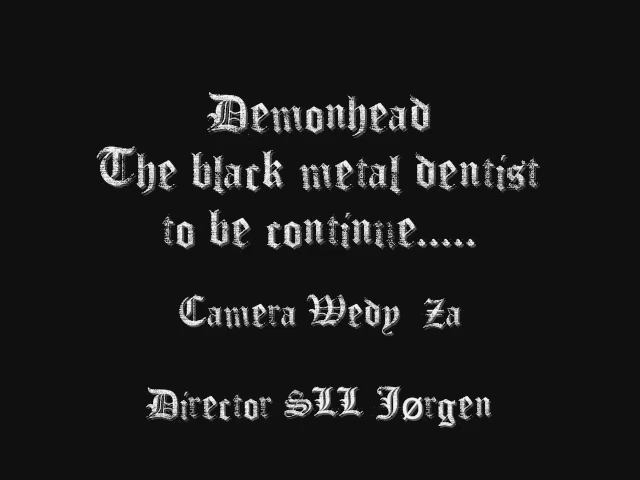 Demonhead
The black metal dentist
to be continue.....
Camera Wedy Za
Director SLL Jørgen